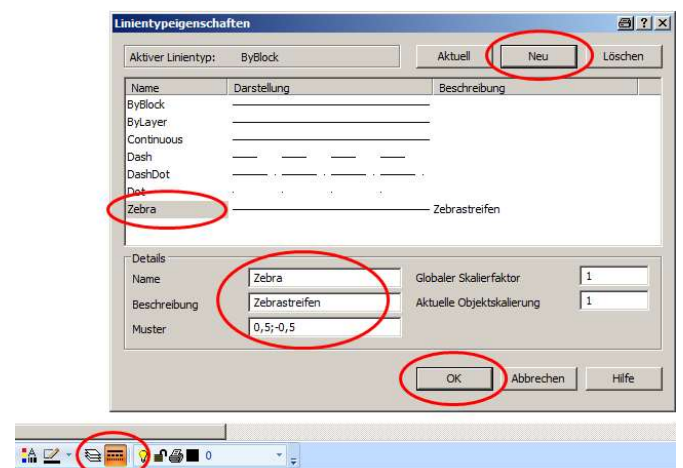 Linientypeigenschaften
Aktiver Linientyp: ByBlock Aktuell Neu Löschen
Name Darstellung Beschreibung
ByBlock
ByLayer
Continuous
Dash
DashDot
Dot
Zebra Zebrastreifen
Details
Name Zebra Globaler Skalierfaktor 1
Beschreibung Zebrastreifen Aktuelle Objektskalierung 1
Muster 0,5;-0,5
OK Abbrechen Hilfe
0